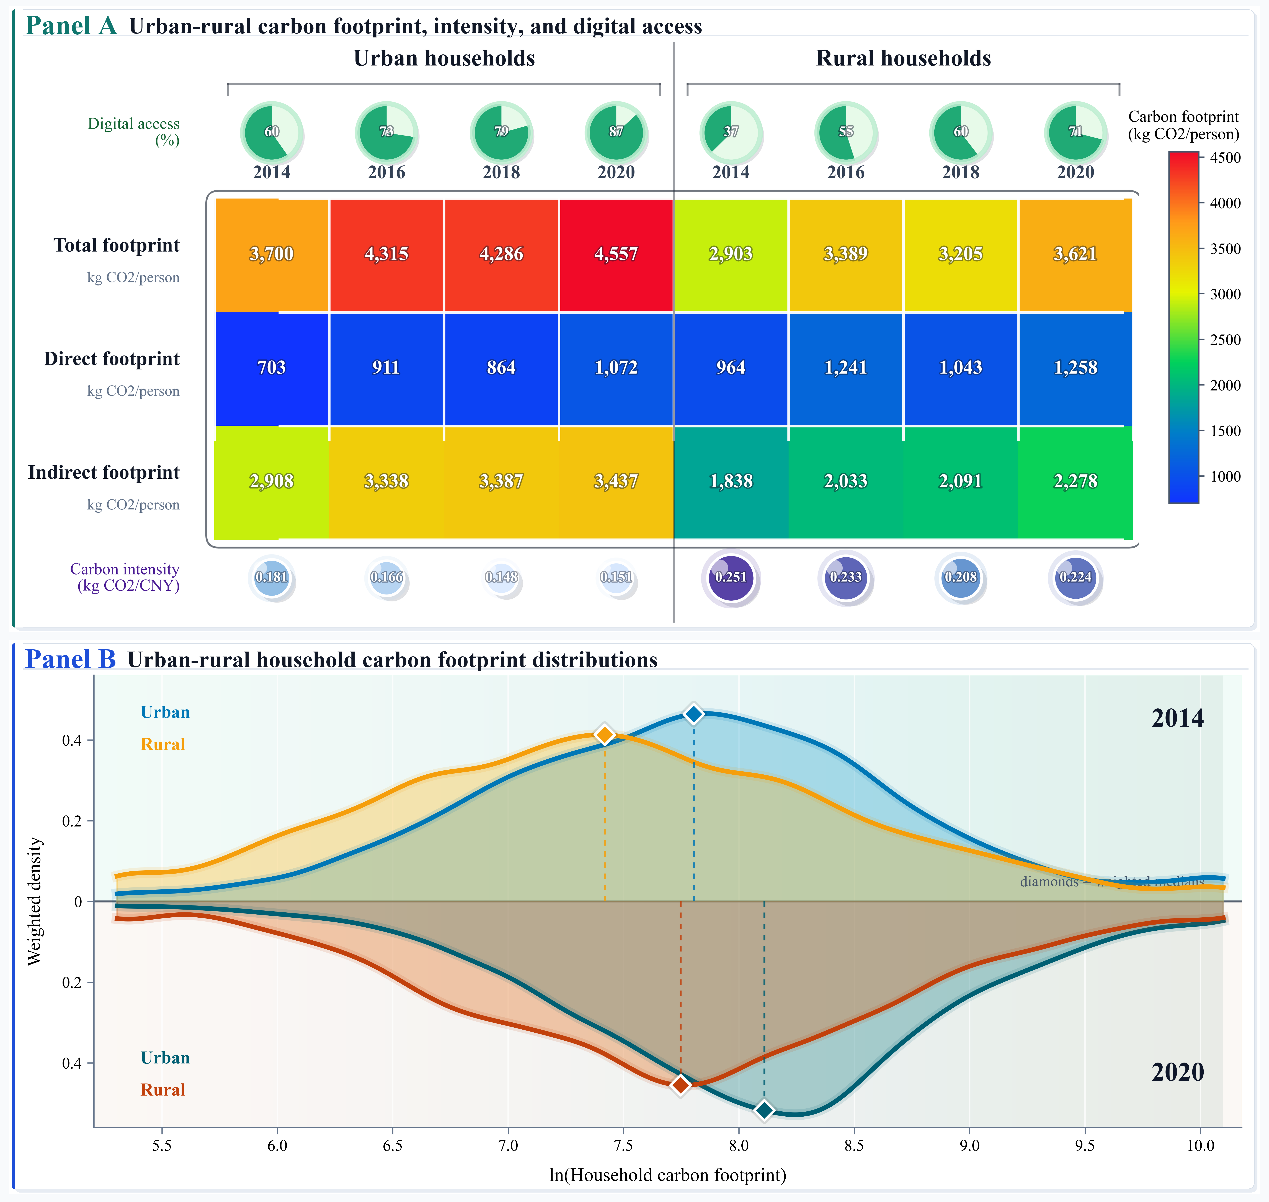 Panel A Urban-rural carbon footprint, intensity, and digital access
Urban households Rural households
Digital access
(%)
60 73 79 87 37 55 60 71
2014 2016 2018 2020 2014 2016 2018 2020
Carbon footprint
(kg CO2/person)
4500
4000
3500
3000
2500
2000
1500
1000
Total footprint
kg CO2/person
3,700 4,315 4,286 4,557 2,903 3,389 3,205 3,621
Direct footprint
kg CO2/person
703 911 864 1,072 964 1,241 1,043 1,258
Indirect footprint
kg CO2/person
2,908 3,338 3,387 3,437 1,838 2,033 2,091 2,278
Carbon intensity
(kg CO2/CNY)
0.181 0.166 0.148 0.151 0.251 0.233 0.208 0.224
Panel B Urban-rural household carbon footprint distributions
Urban
Rural
2014
diamonds = weighted medians
Weighted density
0.4
0.2
0
0.2
0.4
Urban
Rural
2020
5.5 6.0 6.5 7.0 7.5 8.0 8.5 9.0 9.5 10.0
ln(Household carbon footprint)